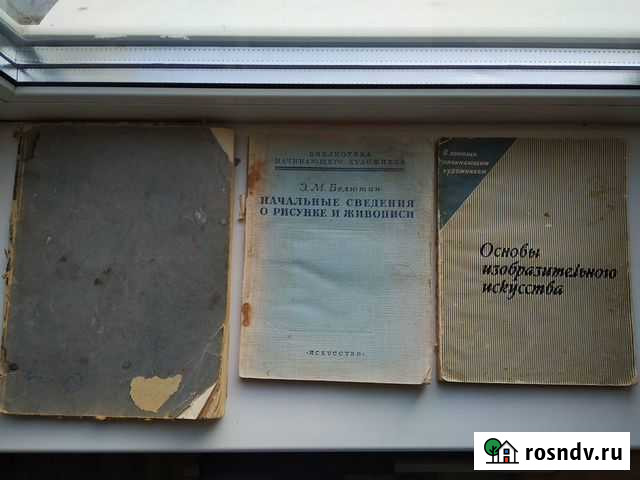 БИБЛИОТЕКА
НАЧИНАЮЩЕГО ХУДОЖНИКА
Э.М.Белютин
НАЧАЛЬНЫЕ СВЕДЕНИЯ
О РИСУНКЕ И ЖИВОПИСИ
«ИСКУССТВО»
В помощь
начинающим
художникам
Основы
изобразительного
искусства
rosndv.ru